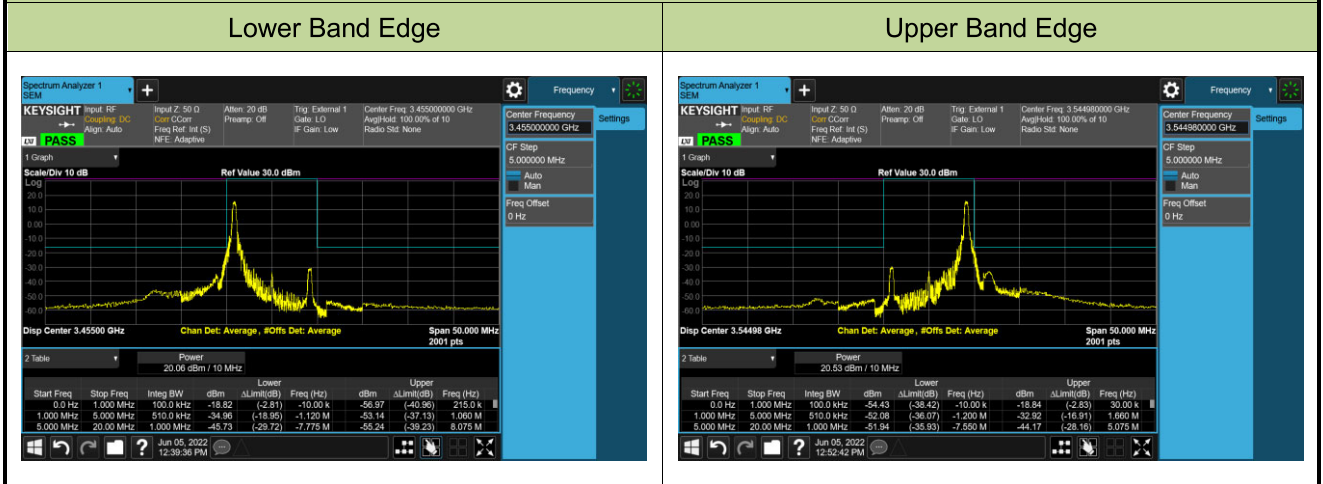 Lower Band Edge
Upper Band Edge
Spectrum Analyzer 1
SEM
Frequency
KEYSIGHT Input: RF Input Z: 50 Ω Atten: 20 dB Trig: External 1 Center Freq: 3.455000000 GHz
Coupling: DC Corr CCorr Preamp: Off Gate: LO Avg|Hold: 100.00% of 10
Align: Auto Freq Ref: Int (S) IF Gain: Low Radio Std: None
LXI PASS NFE: Adaptive
Center Frequency
3.455000000 GHz
Settings
CF Step
5.000000 MHz
Auto
Man
Freq Offset
0 Hz
1 Graph
Scale/Div 10 dB Ref Value 30.0 dBm
Log
20.0
10.0
0.00
-10.0
-20.0
-30.0
-40.0
-50.0
-60.0
Disp Center 3.45500 GHz Chan Det: Average, #Offs Det: Average Span 50.000 MHz
2001 pts
2 Table Power
20.06 dBm / 10 MHz
Lower Upper
Start Freq Stop Freq Integ BW dBm ΔLimit(dB) Freq (Hz) dBm ΔLimit(dB) Freq (Hz)
0.0 Hz 1.000 MHz 100.0 kHz -18.82 (-2.81) -10.00 k -56.97 (-40.96) 215.0 k
1.000 MHz 5.000 MHz 510.0 kHz -34.96 (-18.95) -1.120 M -53.14 (-37.13) 1.060 M
5.000 MHz 20.00 MHz 1.000 MHz -45.73 (-29.72) -7.775 M -55.24 (-39.23) 8.075 M
?
Jun 05, 2022
12:39:36 PM
Spectrum Analyzer 1
SEM
Frequency
KEYSIGHT Input: RF Input Z: 50 Ω Atten: 20 dB Trig: External 1 Center Freq: 3.544980000 GHz
Coupling: DC Corr CCorr Preamp: Off Gate: LO Avg|Hold: 100.00% of 10
Align: Auto Freq Ref: Int (S) IF Gain: Low Radio Std: None
LXI PASS NFE: Adaptive
Center Frequency
3.544980000 GHz
Settings
CF Step
5.000000 MHz
Auto
Man
Freq Offset
0 Hz
1 Graph
Scale/Div 10 dB Ref Value 30.0 dBm
Log
20.0
10.0
0.00
-10.0
-20.0
-30.0
-40.0
-50.0
-60.0
Disp Center 3.54498 GHz Chan Det: Average, #Offs Det: Average Span 50.000 MHz
2001 pts
2 Table Power
20.53 dBm / 10 MHz
Lower Upper
Start Freq Stop Freq Integ BW dBm ΔLimit(dB) Freq (Hz) dBm ΔLimit(dB) Freq (Hz)
0.0 Hz 1.000 MHz 100.0 kHz -54.43 (-38.42) -10.00 k -18.84 (-2.83) 30.00 k
1.000 MHz 5.000 MHz 510.0 kHz -52.08 (-36.07) -1.200 M -32.92 (-16.91) 1.660 M
5.000 MHz 20.00 MHz 1.000 MHz -51.94 (-35.93) -7.550 M -44.17 (-28.16) 5.075 M
?
Jun 05, 2022
12:52:42 PM